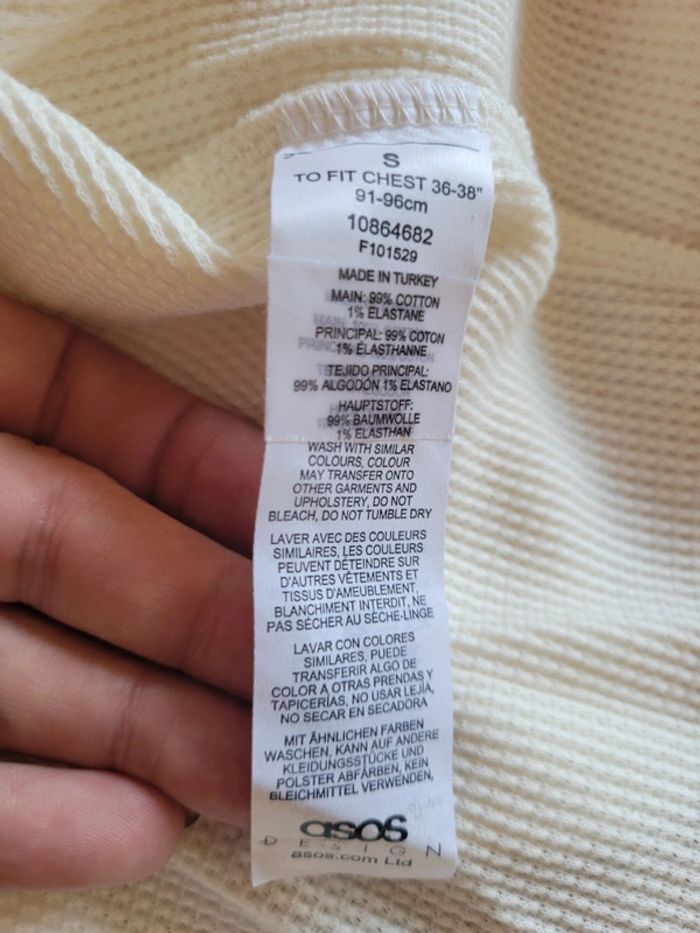 S
TO FIT CHEST 36-38"
91-96cm
10864682
F101529
MADE IN TURKEY
MAIN: 99% COTTON
1% ELASTANE
PRINCIPAL: 99% COTON
1% ÉLASTHANNE
TEJIDO PRINCIPAL:
99% ALGODÓN 1% ELASTANO
HAUPTSTOFF:
99% BAUMWOLLE
1% ELASTHAN
WASH WITH SIMILAR
COLOURS, COLOUR
MAY TRANSFER ONTO
OTHER GARMENTS AND
UPHOLSTERY, DO NOT
BLEACH, DO NOT TUMBLE DRY
LAVER AVEC DES COULEURS
SIMILAIRES, LES COULEURS
PEUVENT DÉTEINDRE SUR
D'AUTRES VÊTEMENTS ET
TISSUS D'AMEUBLEMENT,
BLANCHIMENT INTERDIT, NE
PAS SÉCHER AU SÈCHE-LINGE
LAVAR CON COLORES
SIMILARES, PUEDE
TRANSFERIR ALGO DE
COLOR A OTRAS PRENDAS Y
TAPICERÍAS, NO USAR LEJÍA,
NO SECAR EN SECADORA
MIT ÄHNLICHEN FARBEN
WASCHEN, KANN AUF ANDERE
KLEIDUNGSSTÜCKE UND
POLSTER ABFÄRBEN, KEIN
BLEICHMITTEL VERWENDEN,
asos
DESIGN
asos.com Ltd